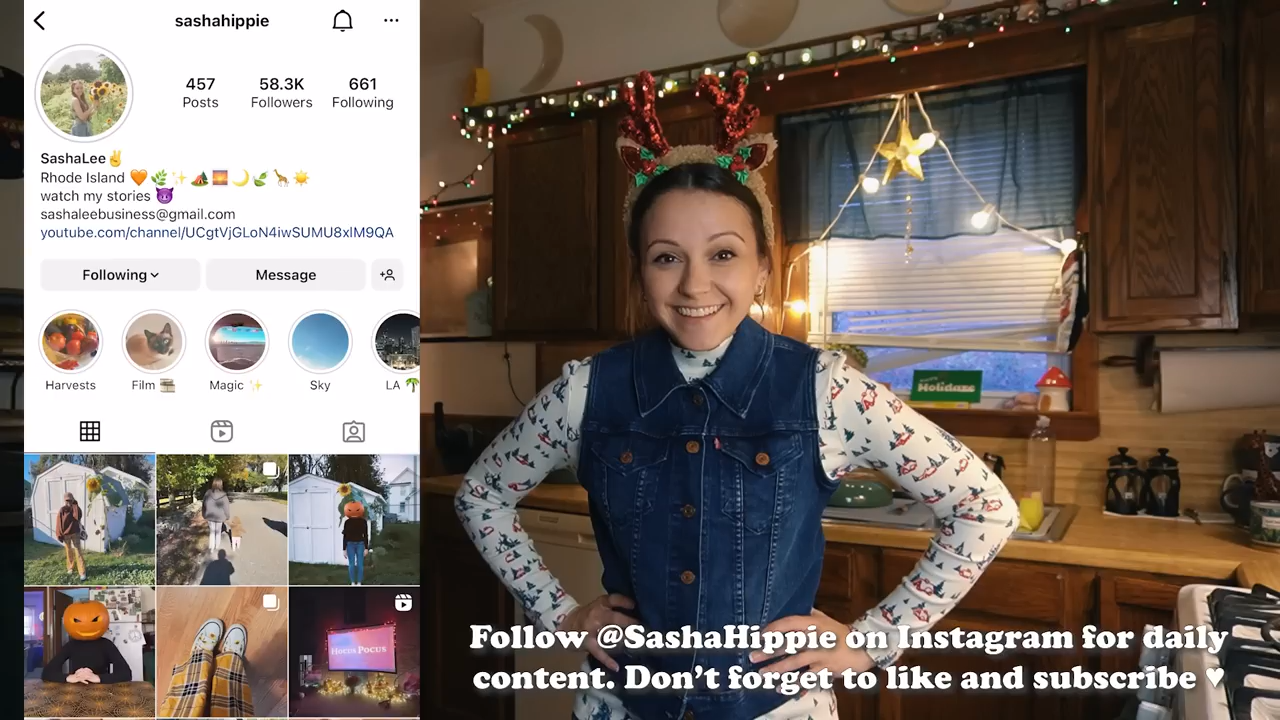 sashahippie
457
58.3K
661
Posts
Followers
Following
SashaLee✌️
Rhode Island 🧡🌿✨🏕️🌅🌙🍃🦒☀️
watch my stories 😈
sashaleebusiness@gmail.com
youtube.com/channel/UCgtVjGLoN4iwSUMU8xlM9QA
Following
Message
Harvests
Film 🎞️
Magic ✨
Sky
LA 🌴
HOCUS POCUS
Holidaze
Follow @SashaHippie on Instagram for daily
content. Don't forget to like and subscribe ♥